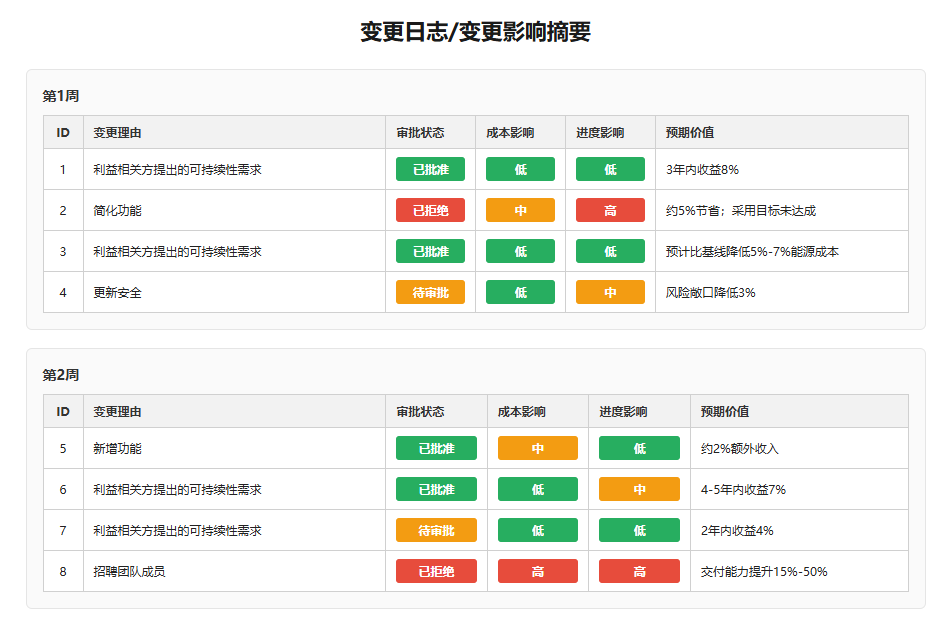 变更日志/变更影响摘要
第1周
ID 变更理由 审批状态 成本影响 进度影响 预期价值
1 利益相关方提出的可持续性需求 已批准 低 低 3年内收益8%
2 简化功能 已拒绝 中 高 约5%节省；采用目标未达成
3 利益相关方提出的可持续性需求 已批准 低 低 预计比基线降低5%-7%能源成本
4 更新安全 待审批 低 中 风险敞口降低3%
第2周
ID 变更理由 审批状态 成本影响 进度影响 预期价值
5 新增功能 已批准 中 低 约2%额外收入
6 利益相关方提出的可持续性需求 已批准 低 中 4-5年内收益7%
7 利益相关方提出的可持续性需求 待审批 低 低 2年内收益4%
8 招聘团队成员 已拒绝 高 高 交付能力提升15%-50%